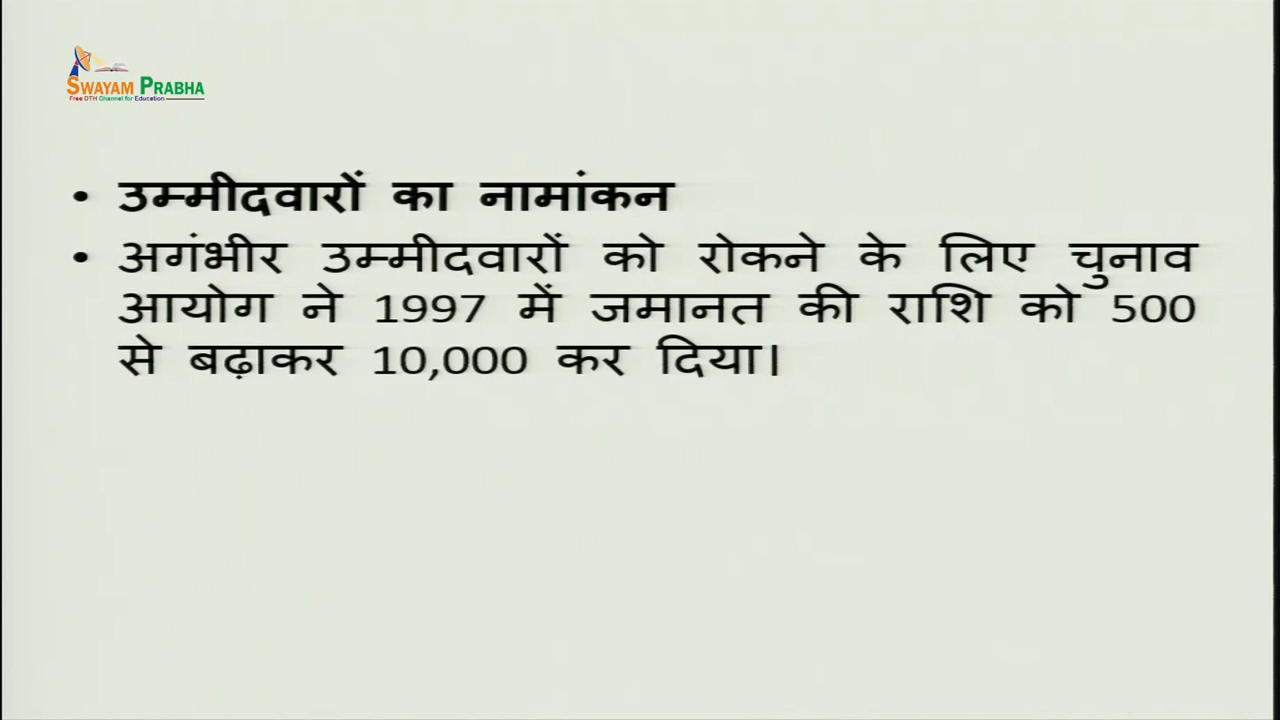 SWAYAM PRABHA
Free DTH Channel for Education
• उम्मीदवारों का नामांकन
• अगंभीर उम्मीदवारों को रोकने के लिए चुनाव
आयोग ने 1997 में जमानत की राशि को 500
से बढ़ाकर 10,000 कर दिया।